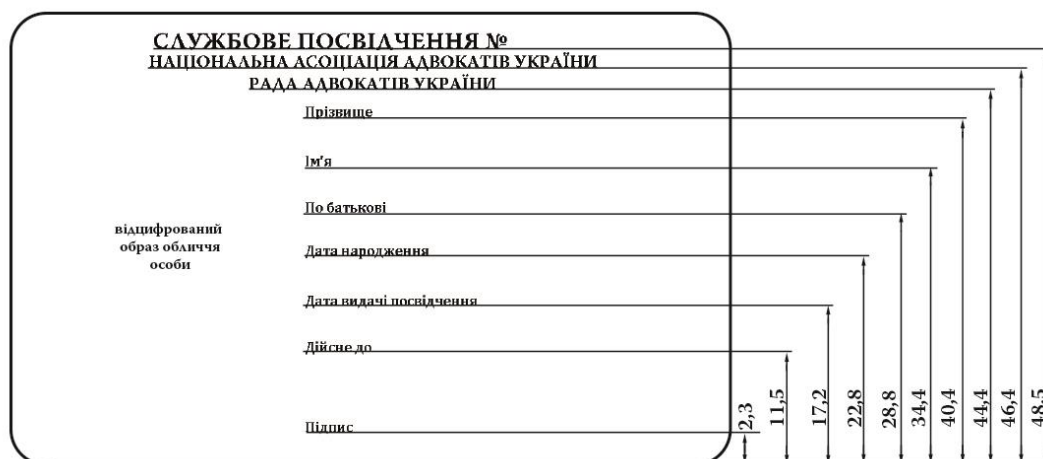 СЛУЖБОВЕ ПОСВІДЧЕННЯ №
НАЦІОНАЛЬНА АСОЦІАЦІЯ АДВОКАТІВ УКРАЇНИ
РАДА АДВОКАТІВ УКРАЇНИ
Прізвище
Ім'я
По батькові
відцифрований
образ обличчя
особи
Дата народження
Дата видачі посвідчення
Дійсне до
Підпис
2,3
11,5
17,2
22,8
28,8
34,4
40,4
44,4
46,4
48,5